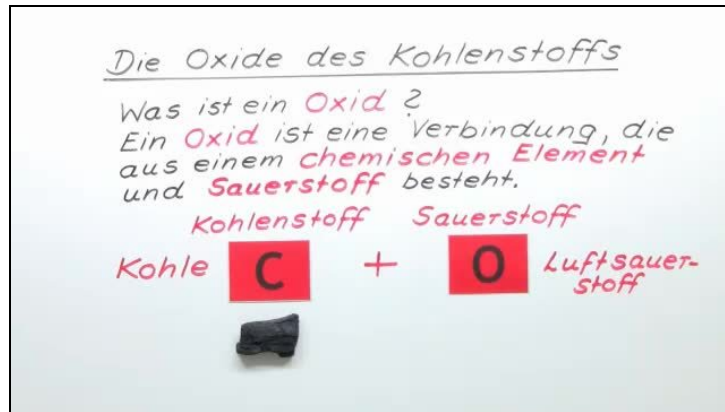 Die Oxide des Kohlenstoffs
Was ist ein Oxid?
Ein Oxid ist eine Verbindung, die
aus einem chemischen Element
und Sauerstoff besteht.
Kohlenstoff Sauerstoff
Kohle C + O Luftsauer-
stoff